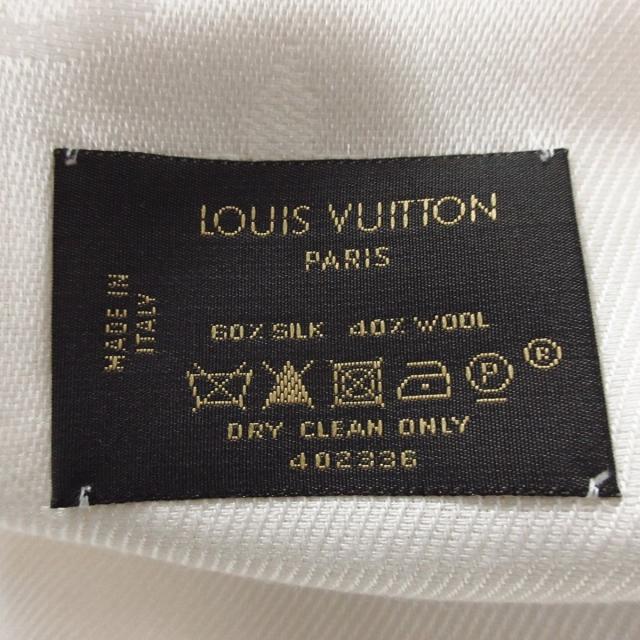 LOUIS VUITTON
PARIS
MADE IN
ITALY
60% SILK 40% WOOL
P
®
DRY CLEAN ONLY
402336